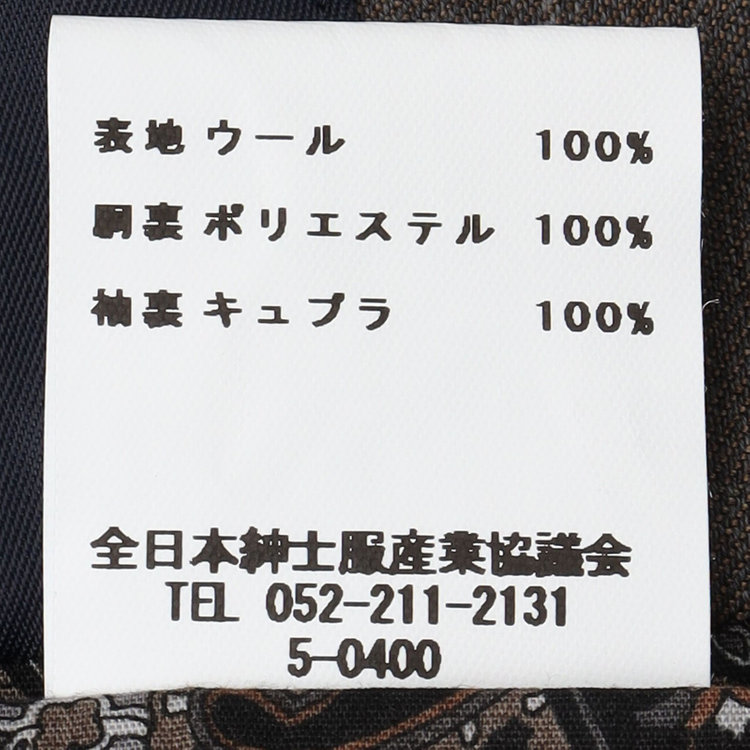 表地 ウール 100%
胴裏 ポリエステル 100%
袖裏 キュプラ 100%
全日本紳士服産業協議会
TEL 052-211-2131
5-0400